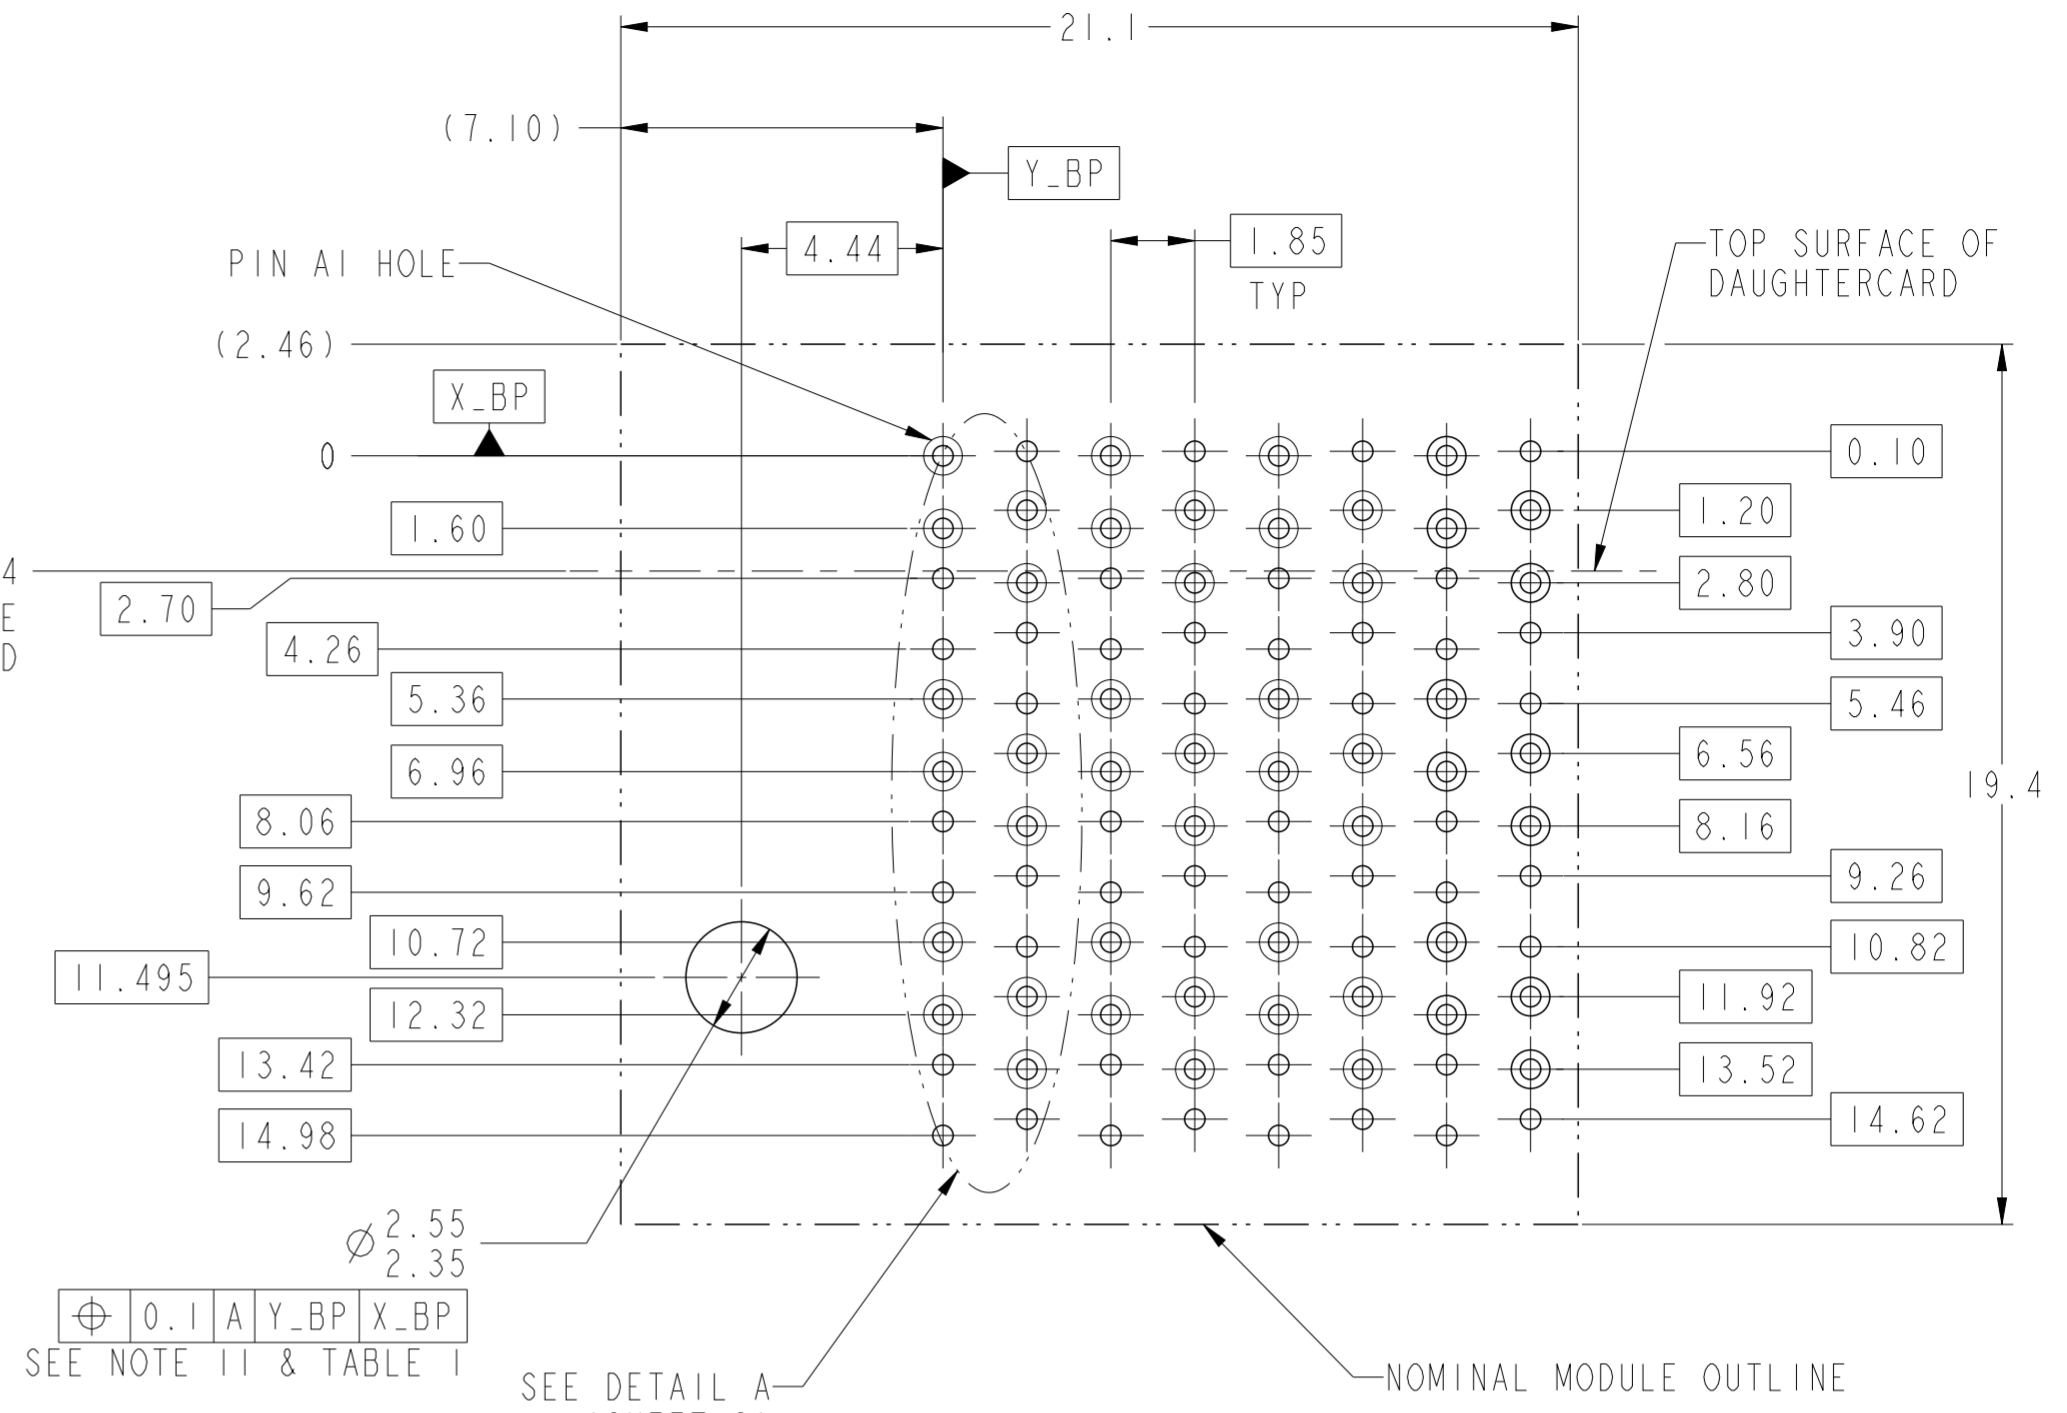 21.1
(7.10)
Y_BP
4.44
1.85
TYP
PIN A1 HOLE
TOP SURFACE OF
DAUGHTERCARD
(2.46)
X_BP
0
0.10
1.60
1.20
4
E
D
2.70
2.80
4.26
3.90
5.36
5.46
6.96
6.56
19.4
8.06
8.16
9.62
9.26
10.72
10.82
11.495
12.32
11.92
13.42
13.52
14.98
14.62
⌀ 2.55
2.35
⌖ 0.1 A Y_BP X_BP
SEE NOTE 11 & TABLE 1
SEE DETAIL A
NOMINAL MODULE OUTLINE